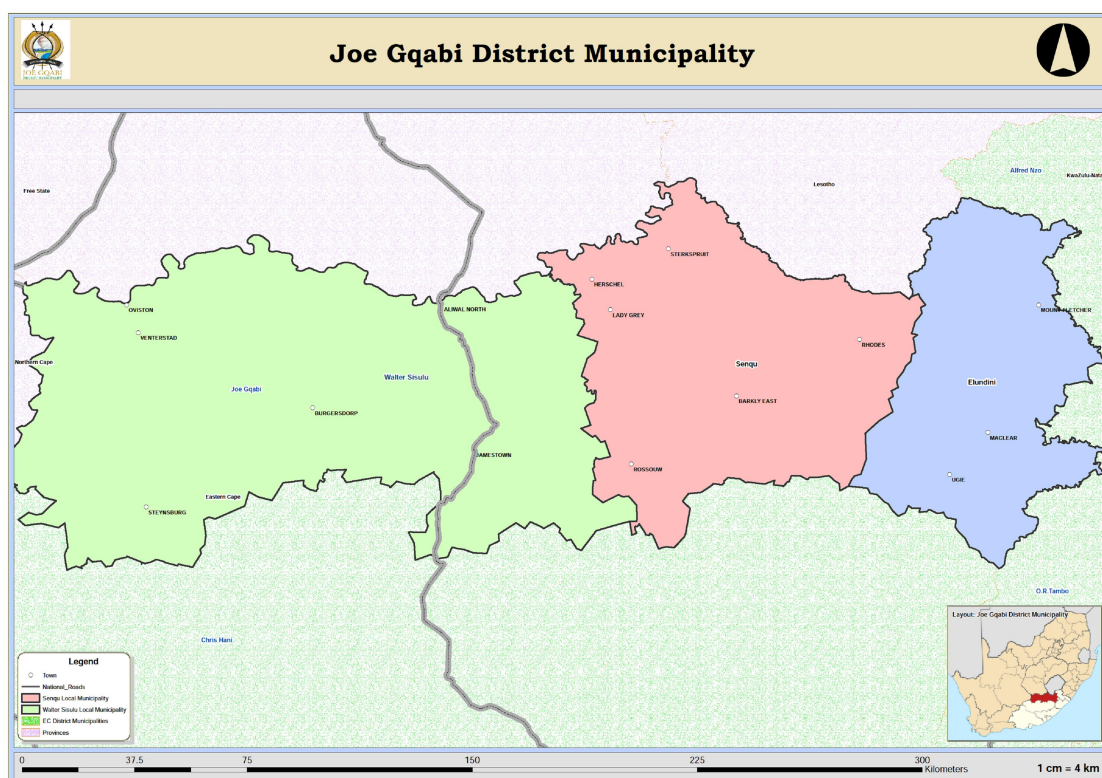 Joe Gqabi District Municipality
JOE GQABI
Free State
Lesotho
Alfred Nzo
KwaZulu-Nata
STERKSPRUIT
HERSCHEL
OVISTON
ALIWAL NORTH
LADY GREY
MOUNT FLETCHER
VENTERSTAD
RHODES
Northern Cape
Senqu
Walter Sisulu
Elundini
Joe Gqabi
BARKLY EAST
BURGERSDORP
MACLEAR
JAMESTOWN
ROSSOUW
UGIE
Eastern Cape
STEYNSBURG
O.R.Tambo
Chris Hani
Layout: Joe Gqabi District Municipality
Legend
Town
National_Roads
Senqu Local Municipality
Walter Sisulu Local Municipality
EC District Municipalities
Provinces
0 37.5 75 150 225 300
Kilometers
1 cm = 4 km